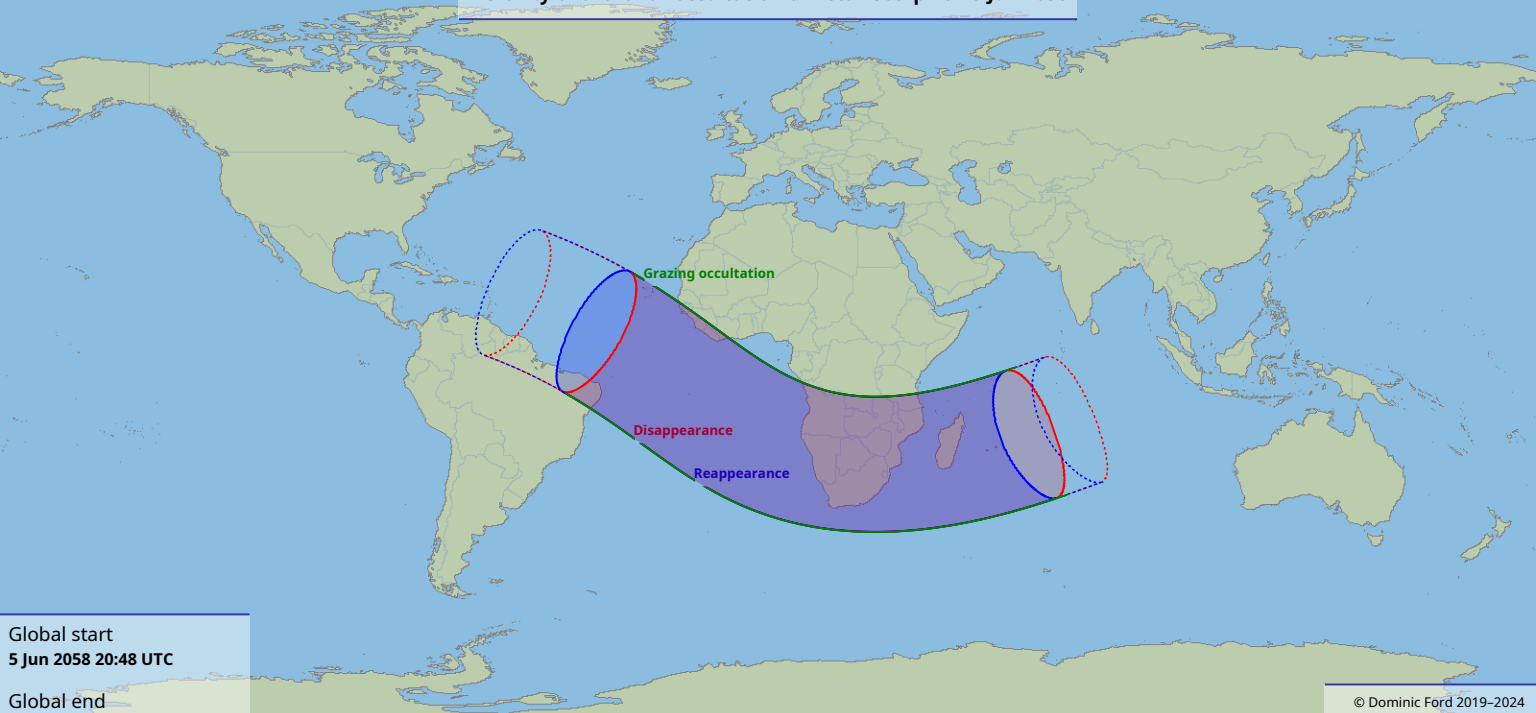 Grazing occultation
Disappearance
Reappearance
Global start
5 Jun 2058 20:48 UTC
Global end
© Dominic Ford 2019–2024